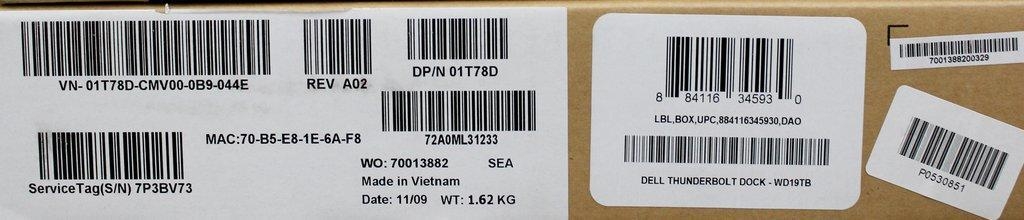 VN- 01T78D-CMV00-0B9-044E
REV A02
DP/N 01T78D
MAC:70-B5-E8-1E-6A-F8
72A0ML31233
ServiceTag(S/N) 7P3BV73
WO: 70013882 SEA
Made in Vietnam
Date: 11/09 WT: 1.62 KG
8 84116 34593 0
LBL,BOX,UPC,884116345930,DAO
DELL THUNDERBOLT DOCK - WD19TB
7001388200329
P0530851